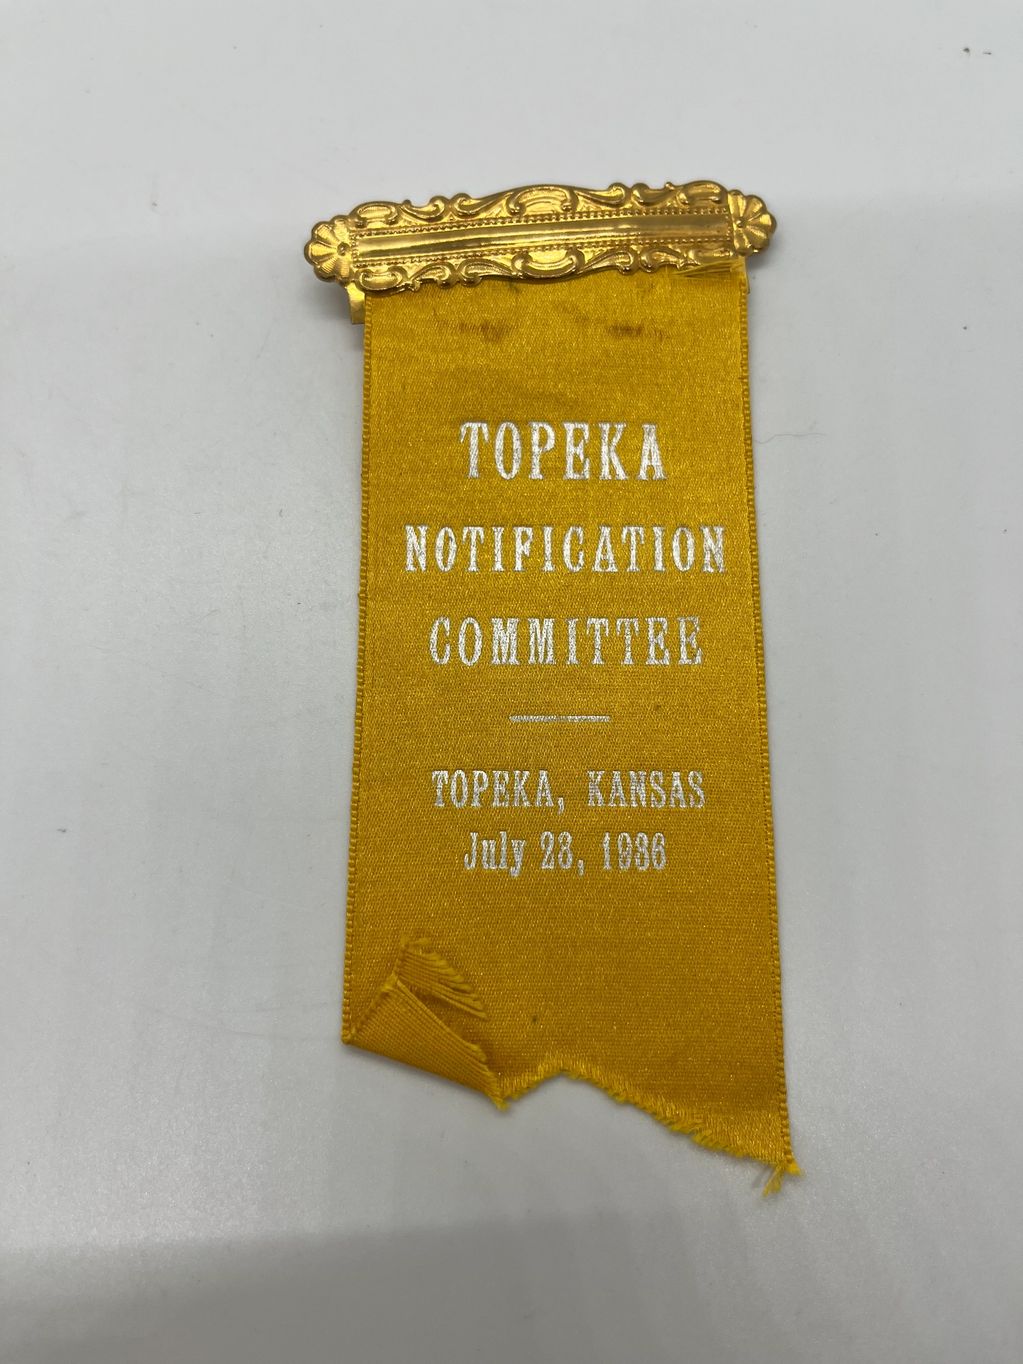 TOPEKA
NOTIFICATION
COMMITTEE
TOPEKA, KANSAS
July 23, 1936